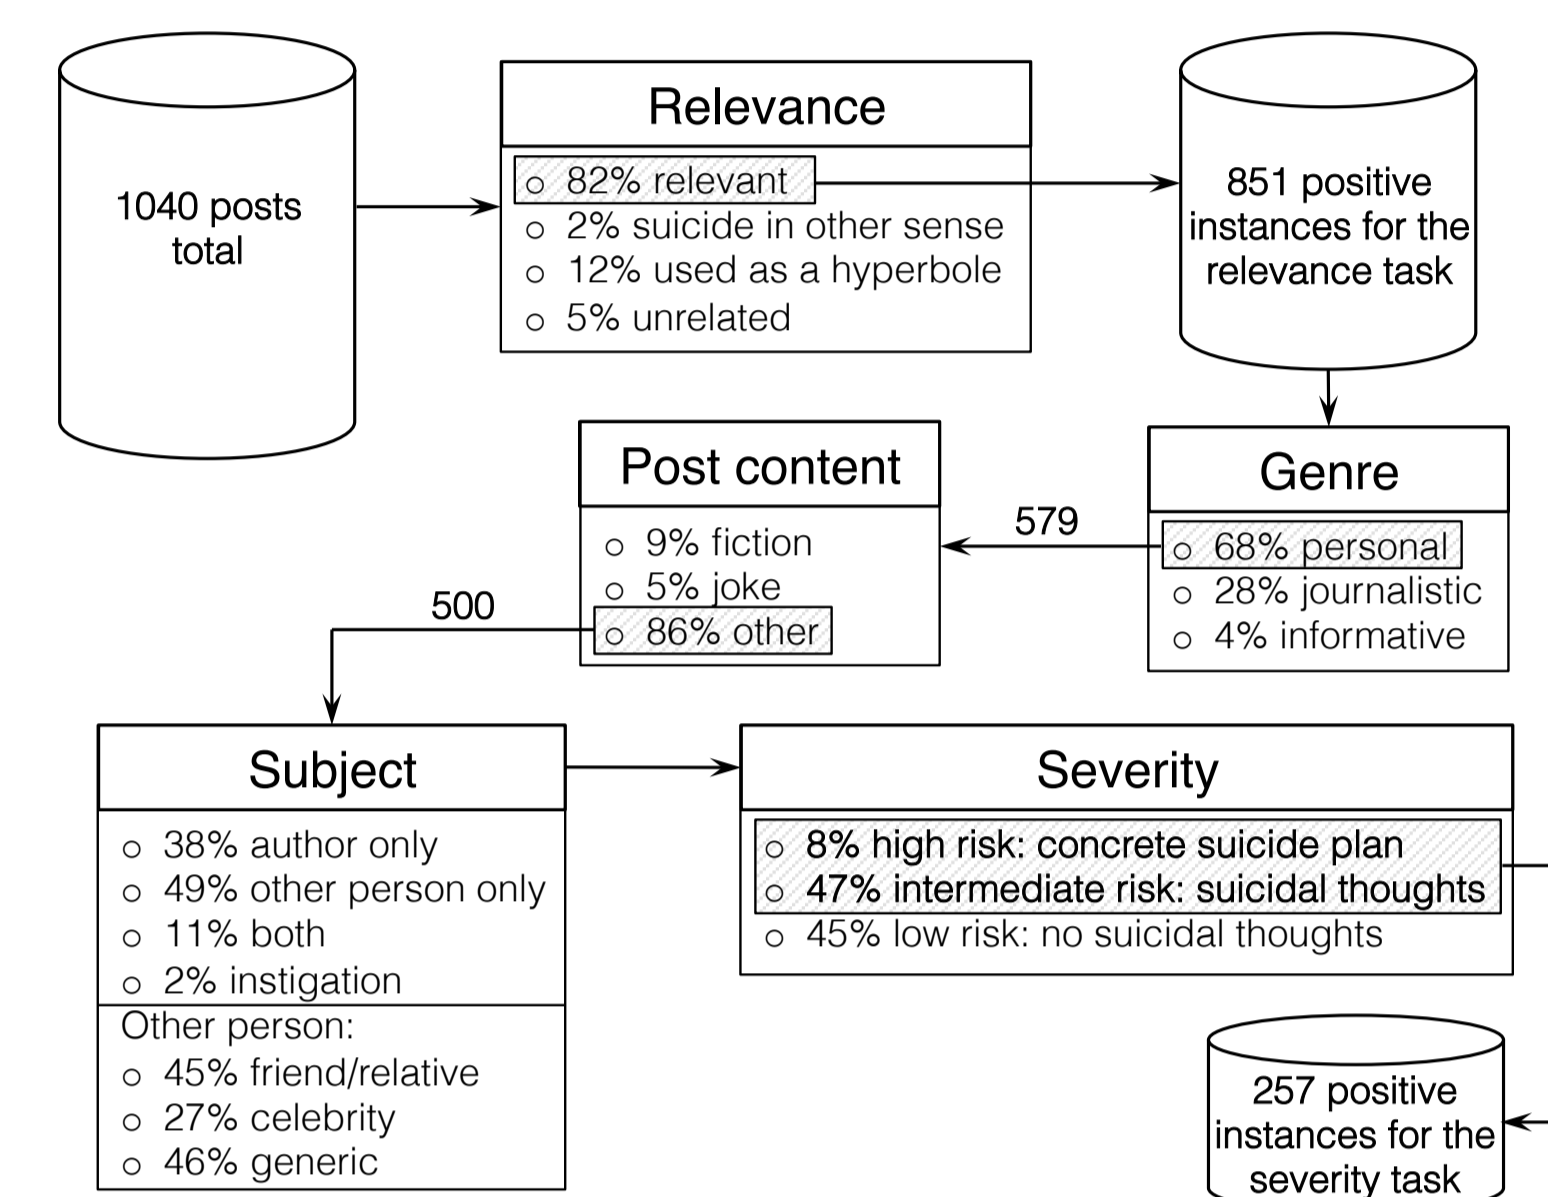 1040 posts
total
Relevance
82% relevant
2% suicide in other sense
12% used as a hyperbole
5% unrelated
851 positive
instances for the
relevance task
Genre
68% personal
28% journalistic
4% informative
579
Post content
9% fiction
5% joke
86% other
500
Subject
38% author only
49% other person only
11% both
2% instigation
Other person:
45% friend/relative
27% celebrity
46% generic
Severity
8% high risk: concrete suicide plan
47% intermediate risk: suicidal thoughts
45% low risk: no suicidal thoughts
257 positive
instances for the
severity task